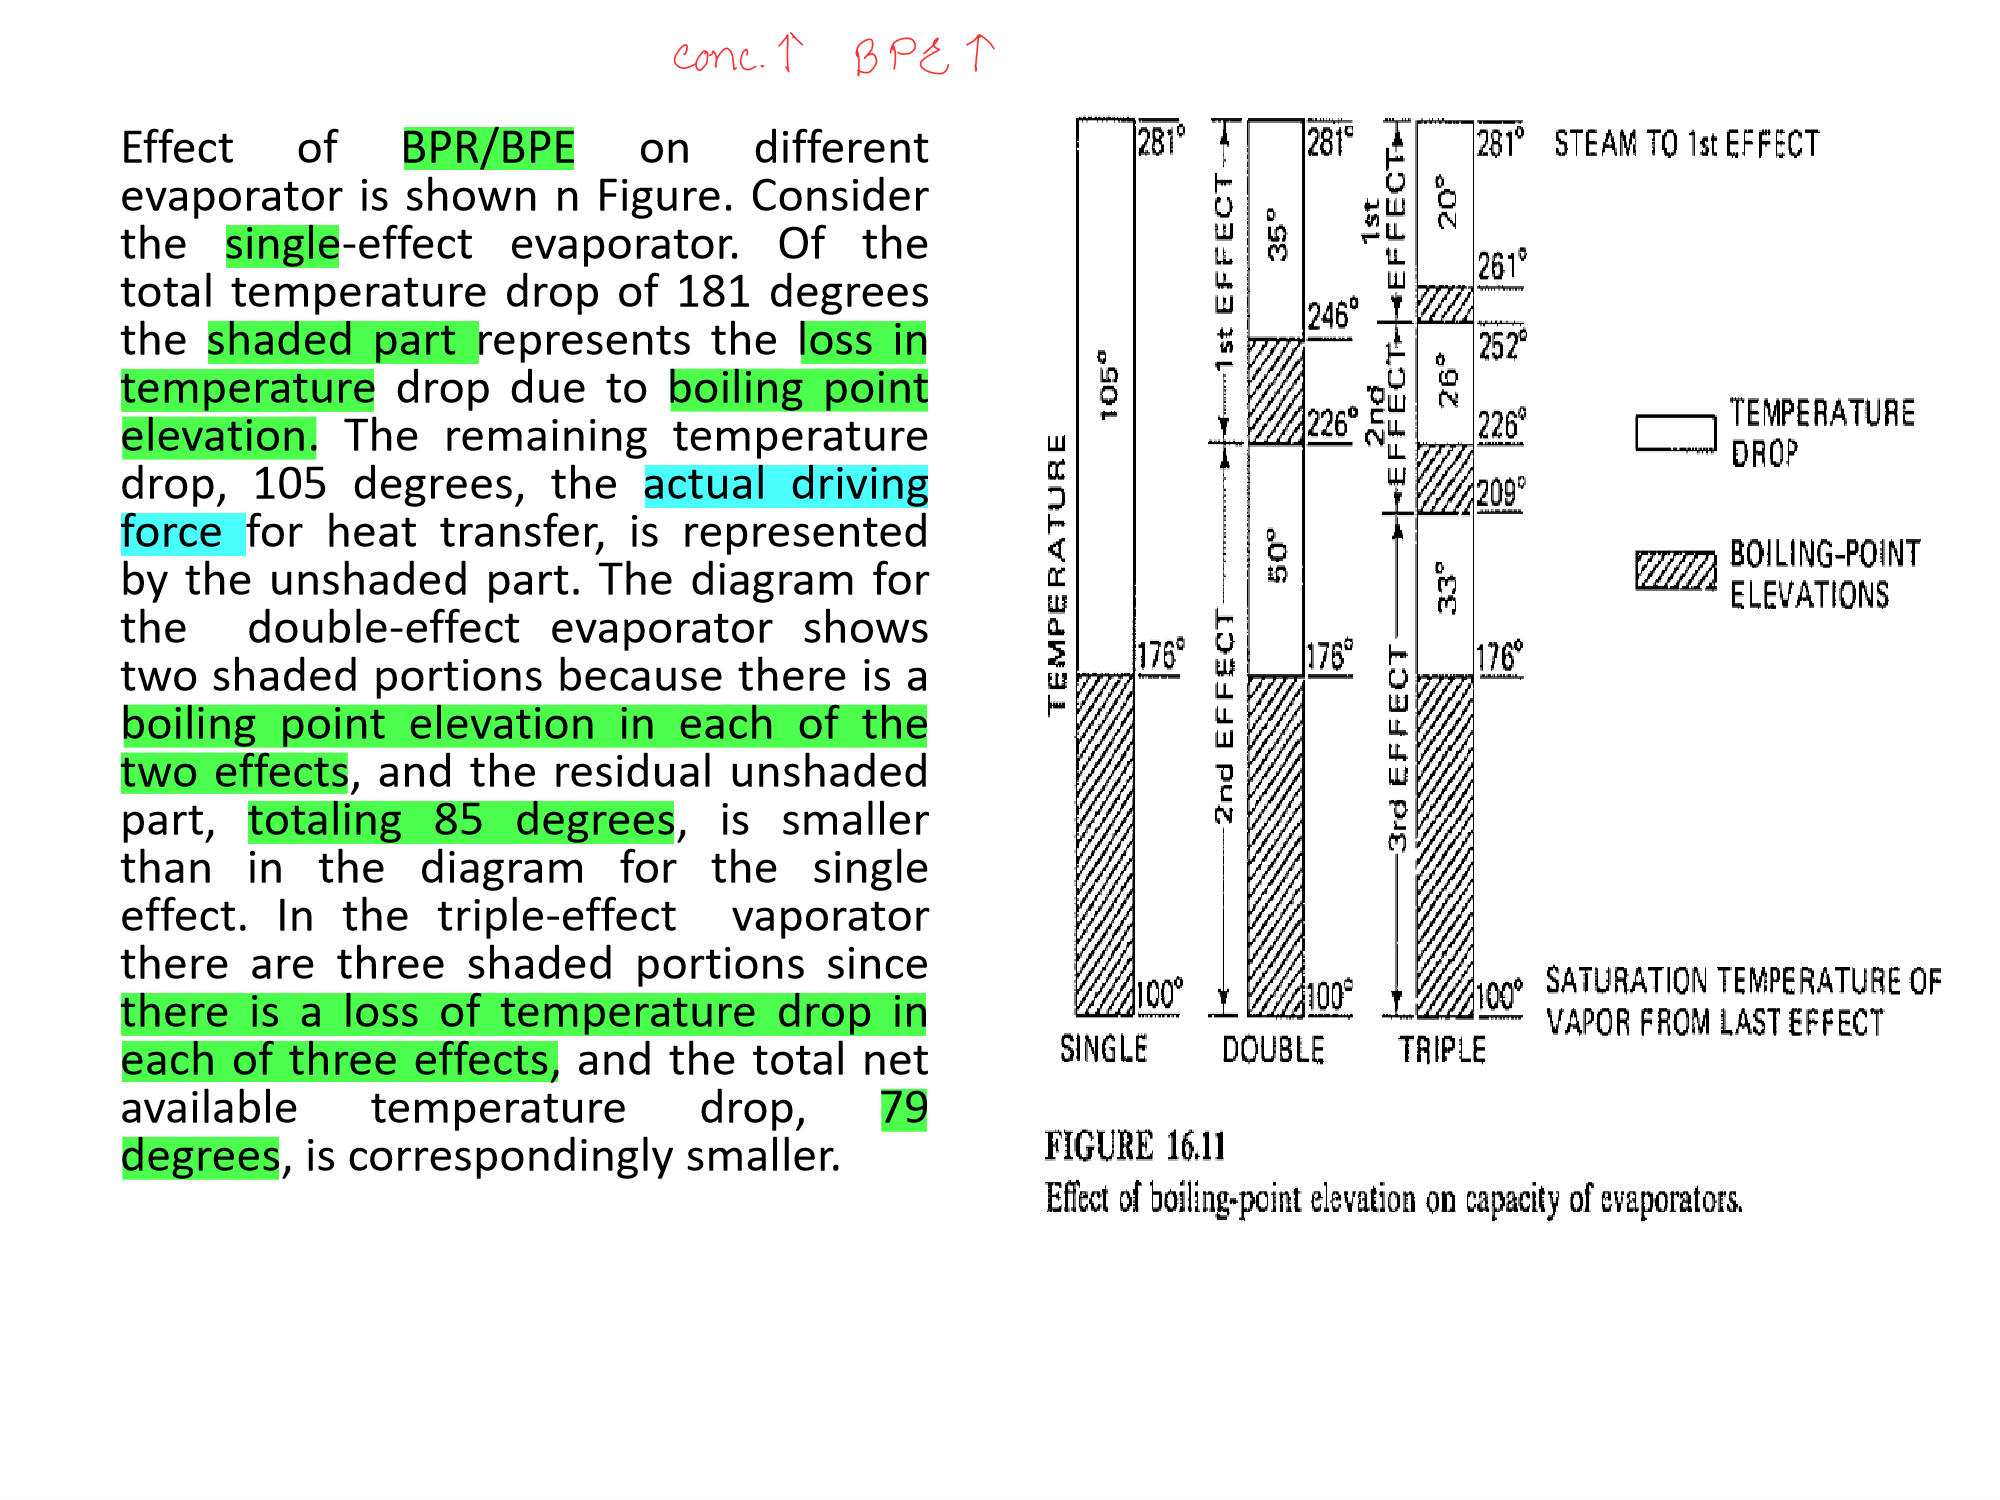 conc. ↑ BPE ↑
Effect of BPR/BPE on different
evaporator is shown n Figure. Consider
the single-effect evaporator. Of the
total temperature drop of 181 degrees
the shaded part represents the loss in
temperature drop due to boiling point
elevation. The remaining temperature
drop, 105 degrees, the actual driving
force for heat transfer, is represented
by the unshaded part. The diagram for
the double-effect evaporator shows
two shaded portions because there is a
boiling point elevation in each of the
two effects, and the residual unshaded
part, totaling 85 degrees, is smaller
than in the diagram for the single
effect. In the triple-effect vaporator
there are three shaded portions since
there is a loss of temperature drop in
each of three effects, and the total net
available temperature drop, 79
degrees, is correspondingly smaller.
TEMPERATURE
105°
281°
176°
100°
SINGLE
1st EFFECT
2nd EFFECT
35°
50°
281°
246°
226°
176°
100°
DOUBLE
1st
EFFECT
2nd
EFFECT
3rd EFFECT
20°
26°
33°
281°
261°
252°
226°
209°
176°
100°
TRIPLE
STEAM TO 1st EFFECT
TEMPERATURE
DROP
BOILING-POINT
ELEVATIONS
SATURATION TEMPERATURE OF
VAPOR FROM LAST EFFECT
FIGURE 16.11
Effect of boiling-point elevation on capacity of evaporators.